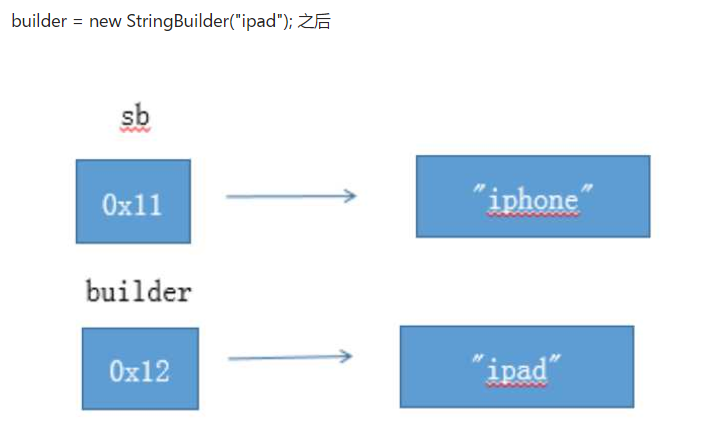 builder = new StringBuilder("ipad"); 之后
sb
0x11
"iphone"
builder
0x12
"ipad"